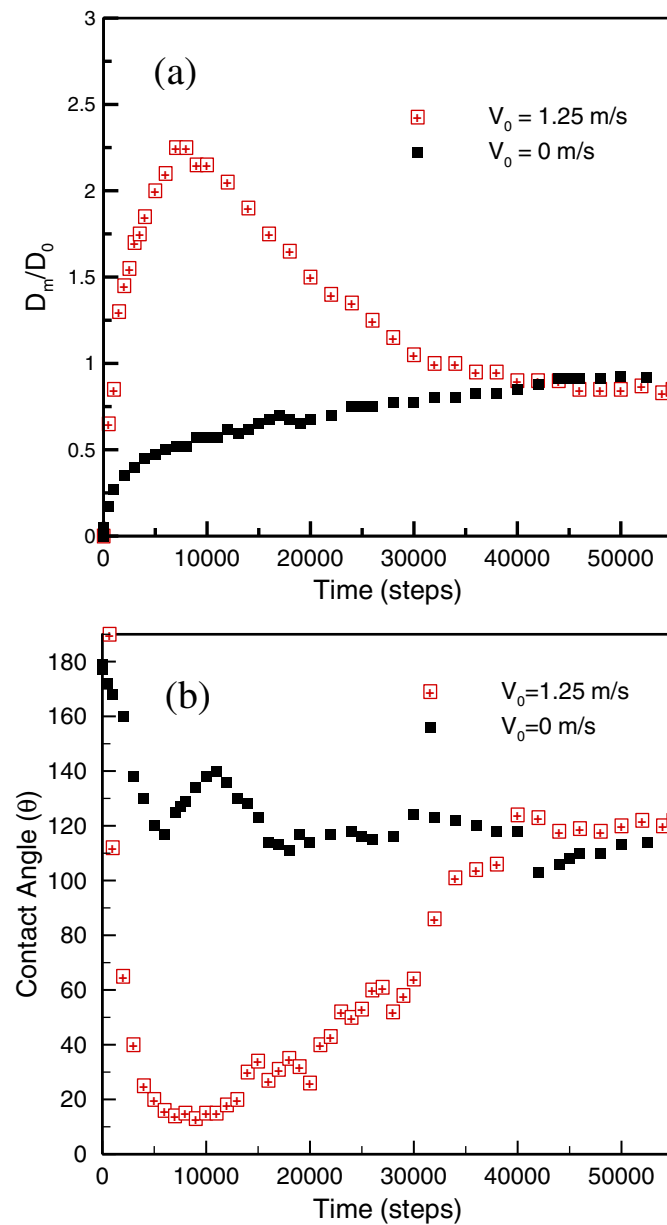 3
(a)
2.5
V₀ = 1.25 m/s
V₀ = 0 m/s
2
Dₘ/D₀
1.5
1
0.5
0
0 10000 20000 30000 40000 50000
Time (steps)
180
(b)
V₀=1.25 m/s
V₀=0 m/s
160
140
120
Contact Angle (θ)
100
80
60
40
20
0
0 10000 20000 30000 40000 50000
Time (steps)